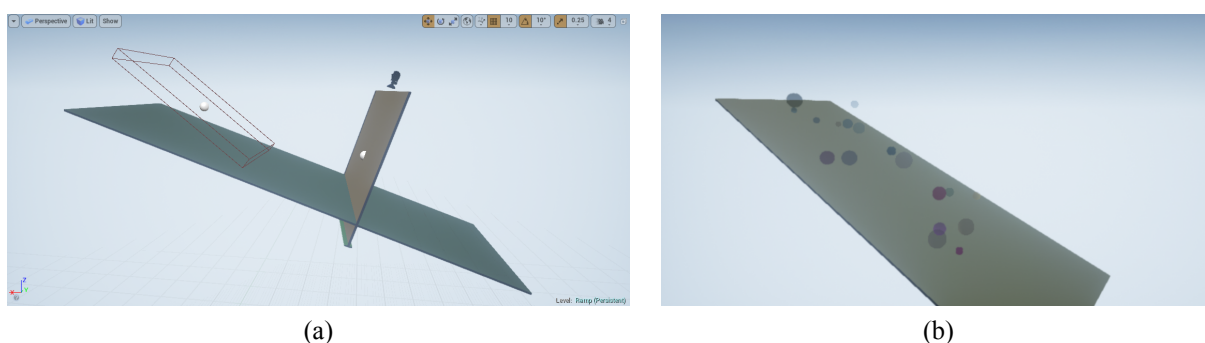 Perspective Lit Show 10 10° 0.25 4
Z
Y
Level: Ramp (Persistent)
(a) (b)